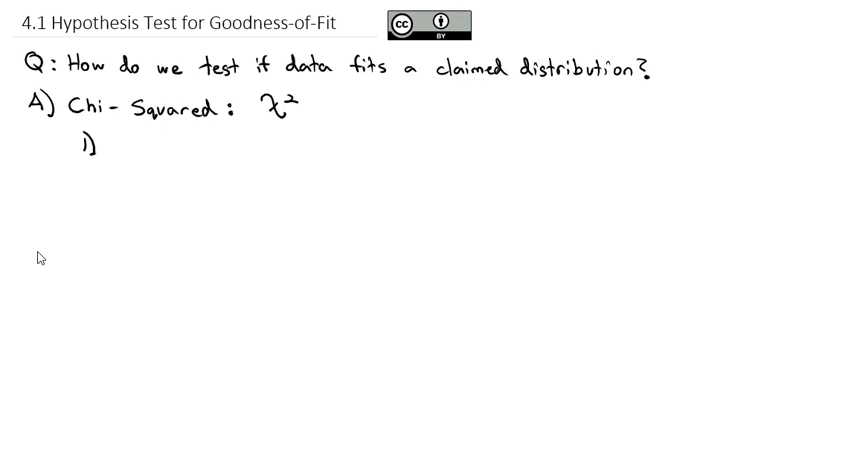 4.1 Hypothesis Test for Goodness-of-Fit
cc BY
Q: How do we test if data fits a claimed distribution?
A) Chi-Squared: χ²
1)